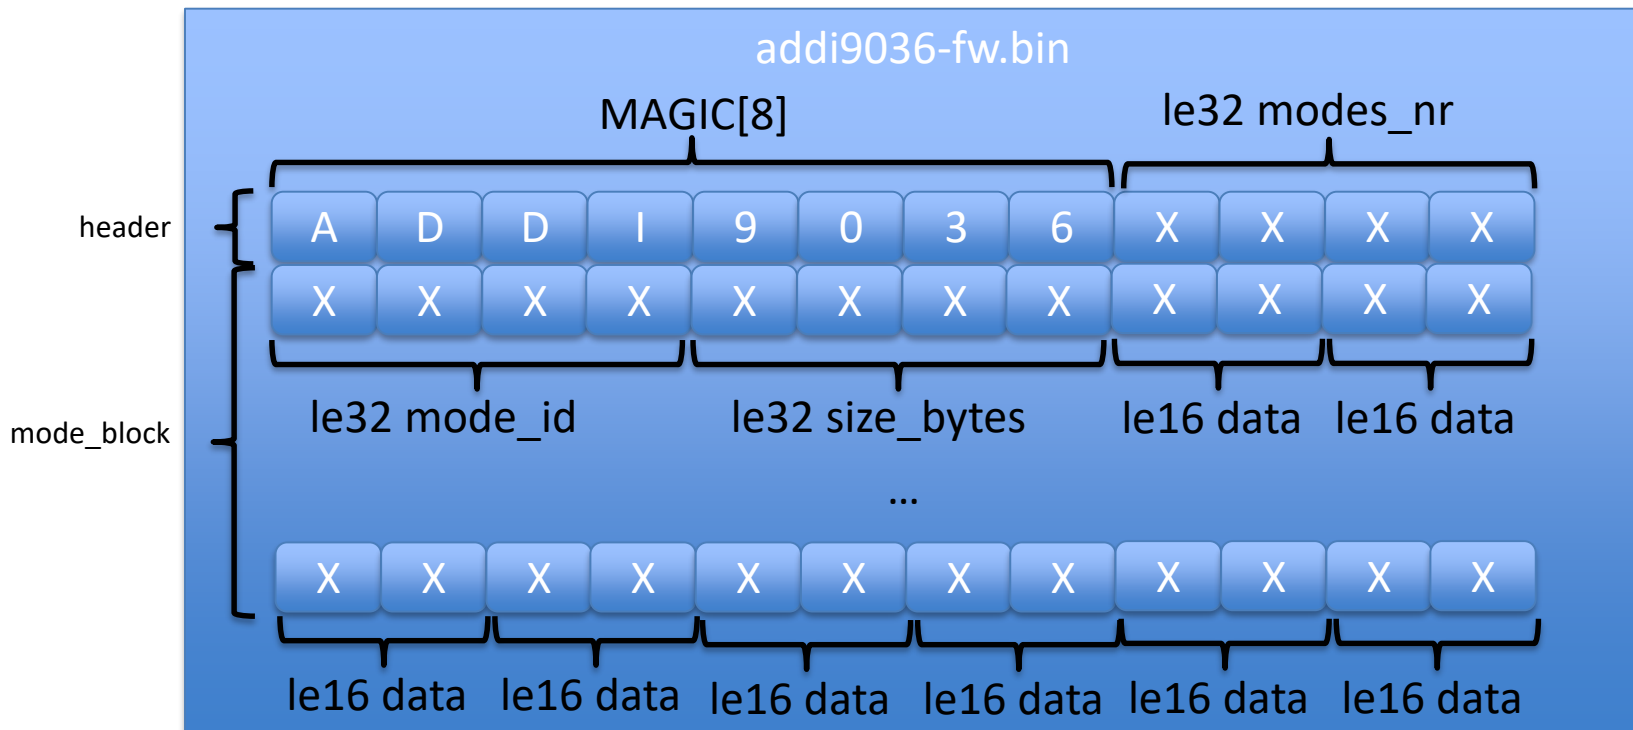 addi9036-fw.bin
MAGIC[8] le32 modes_nr
header A D D I 9 0 3 6 X X X X
X X X X X X X X X X X X
le32 mode_id le32 size_bytes le16 data le16 data
mode_block
...
X X X X X X X X X X X X
le16 data le16 data le16 data le16 data le16 data le16 data